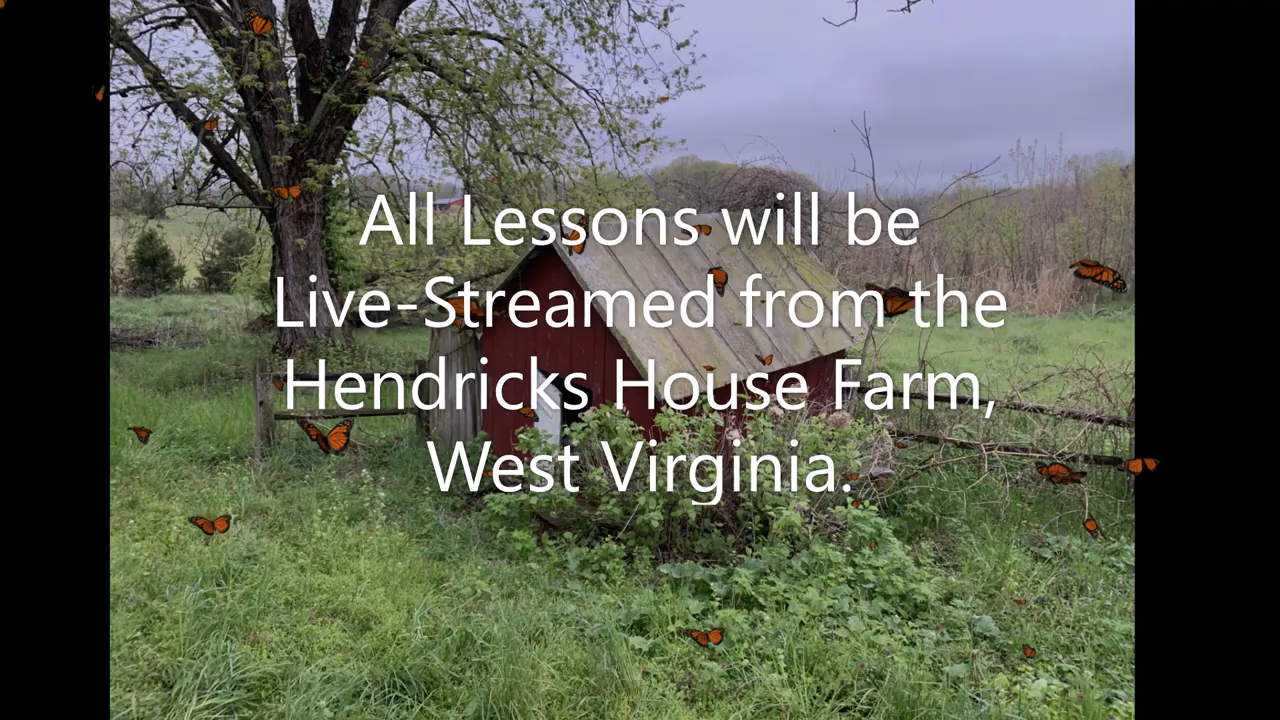 All Lessons will be
Live-Streamed from the
Hendricks House Farm,
West Virginia.